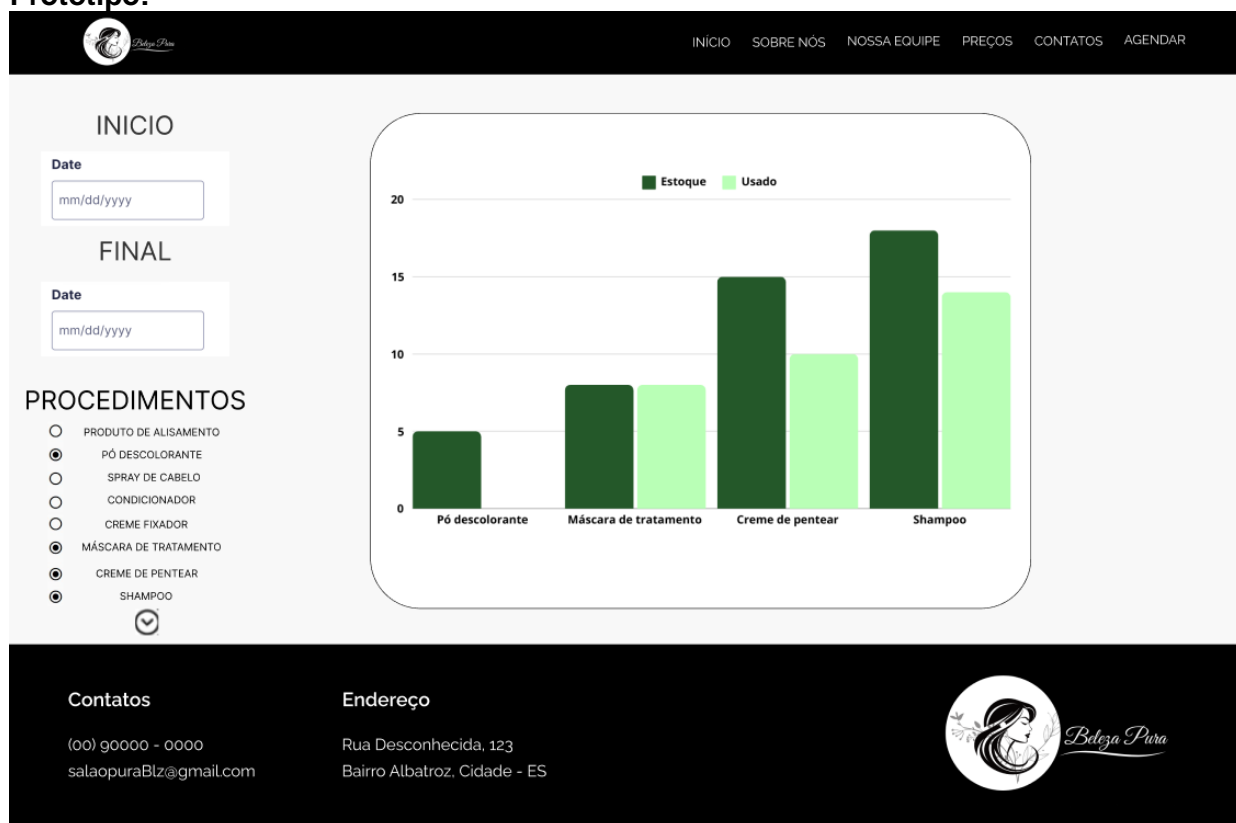 Protótipo:
Beleza Pura
INÍCIO SOBRE NÓS NOSSA EQUIPE PREÇOS CONTATOS AGENDAR
INICIO
Date
mm/dd/yyyy
FINAL
Date
mm/dd/yyyy
PROCEDIMENTOS
PRODUTO DE ALISAMENTO
PÓ DESCOLORANTE
SPRAY DE CABELO
CONDICIONADOR
CREME FIXADOR
MÁSCARA DE TRATAMENTO
CREME DE PENTEAR
SHAMPOO
Estoque Usado
20
15
10
5
0
Pó descolorante Máscara de tratamento Creme de pentear Shampoo
Contatos
(00) 90000 - 0000
salaopuraBlz@gmail.com
Endereço
Rua Desconhecida, 123
Bairro Albatroz, Cidade - ES
Beleza Pura